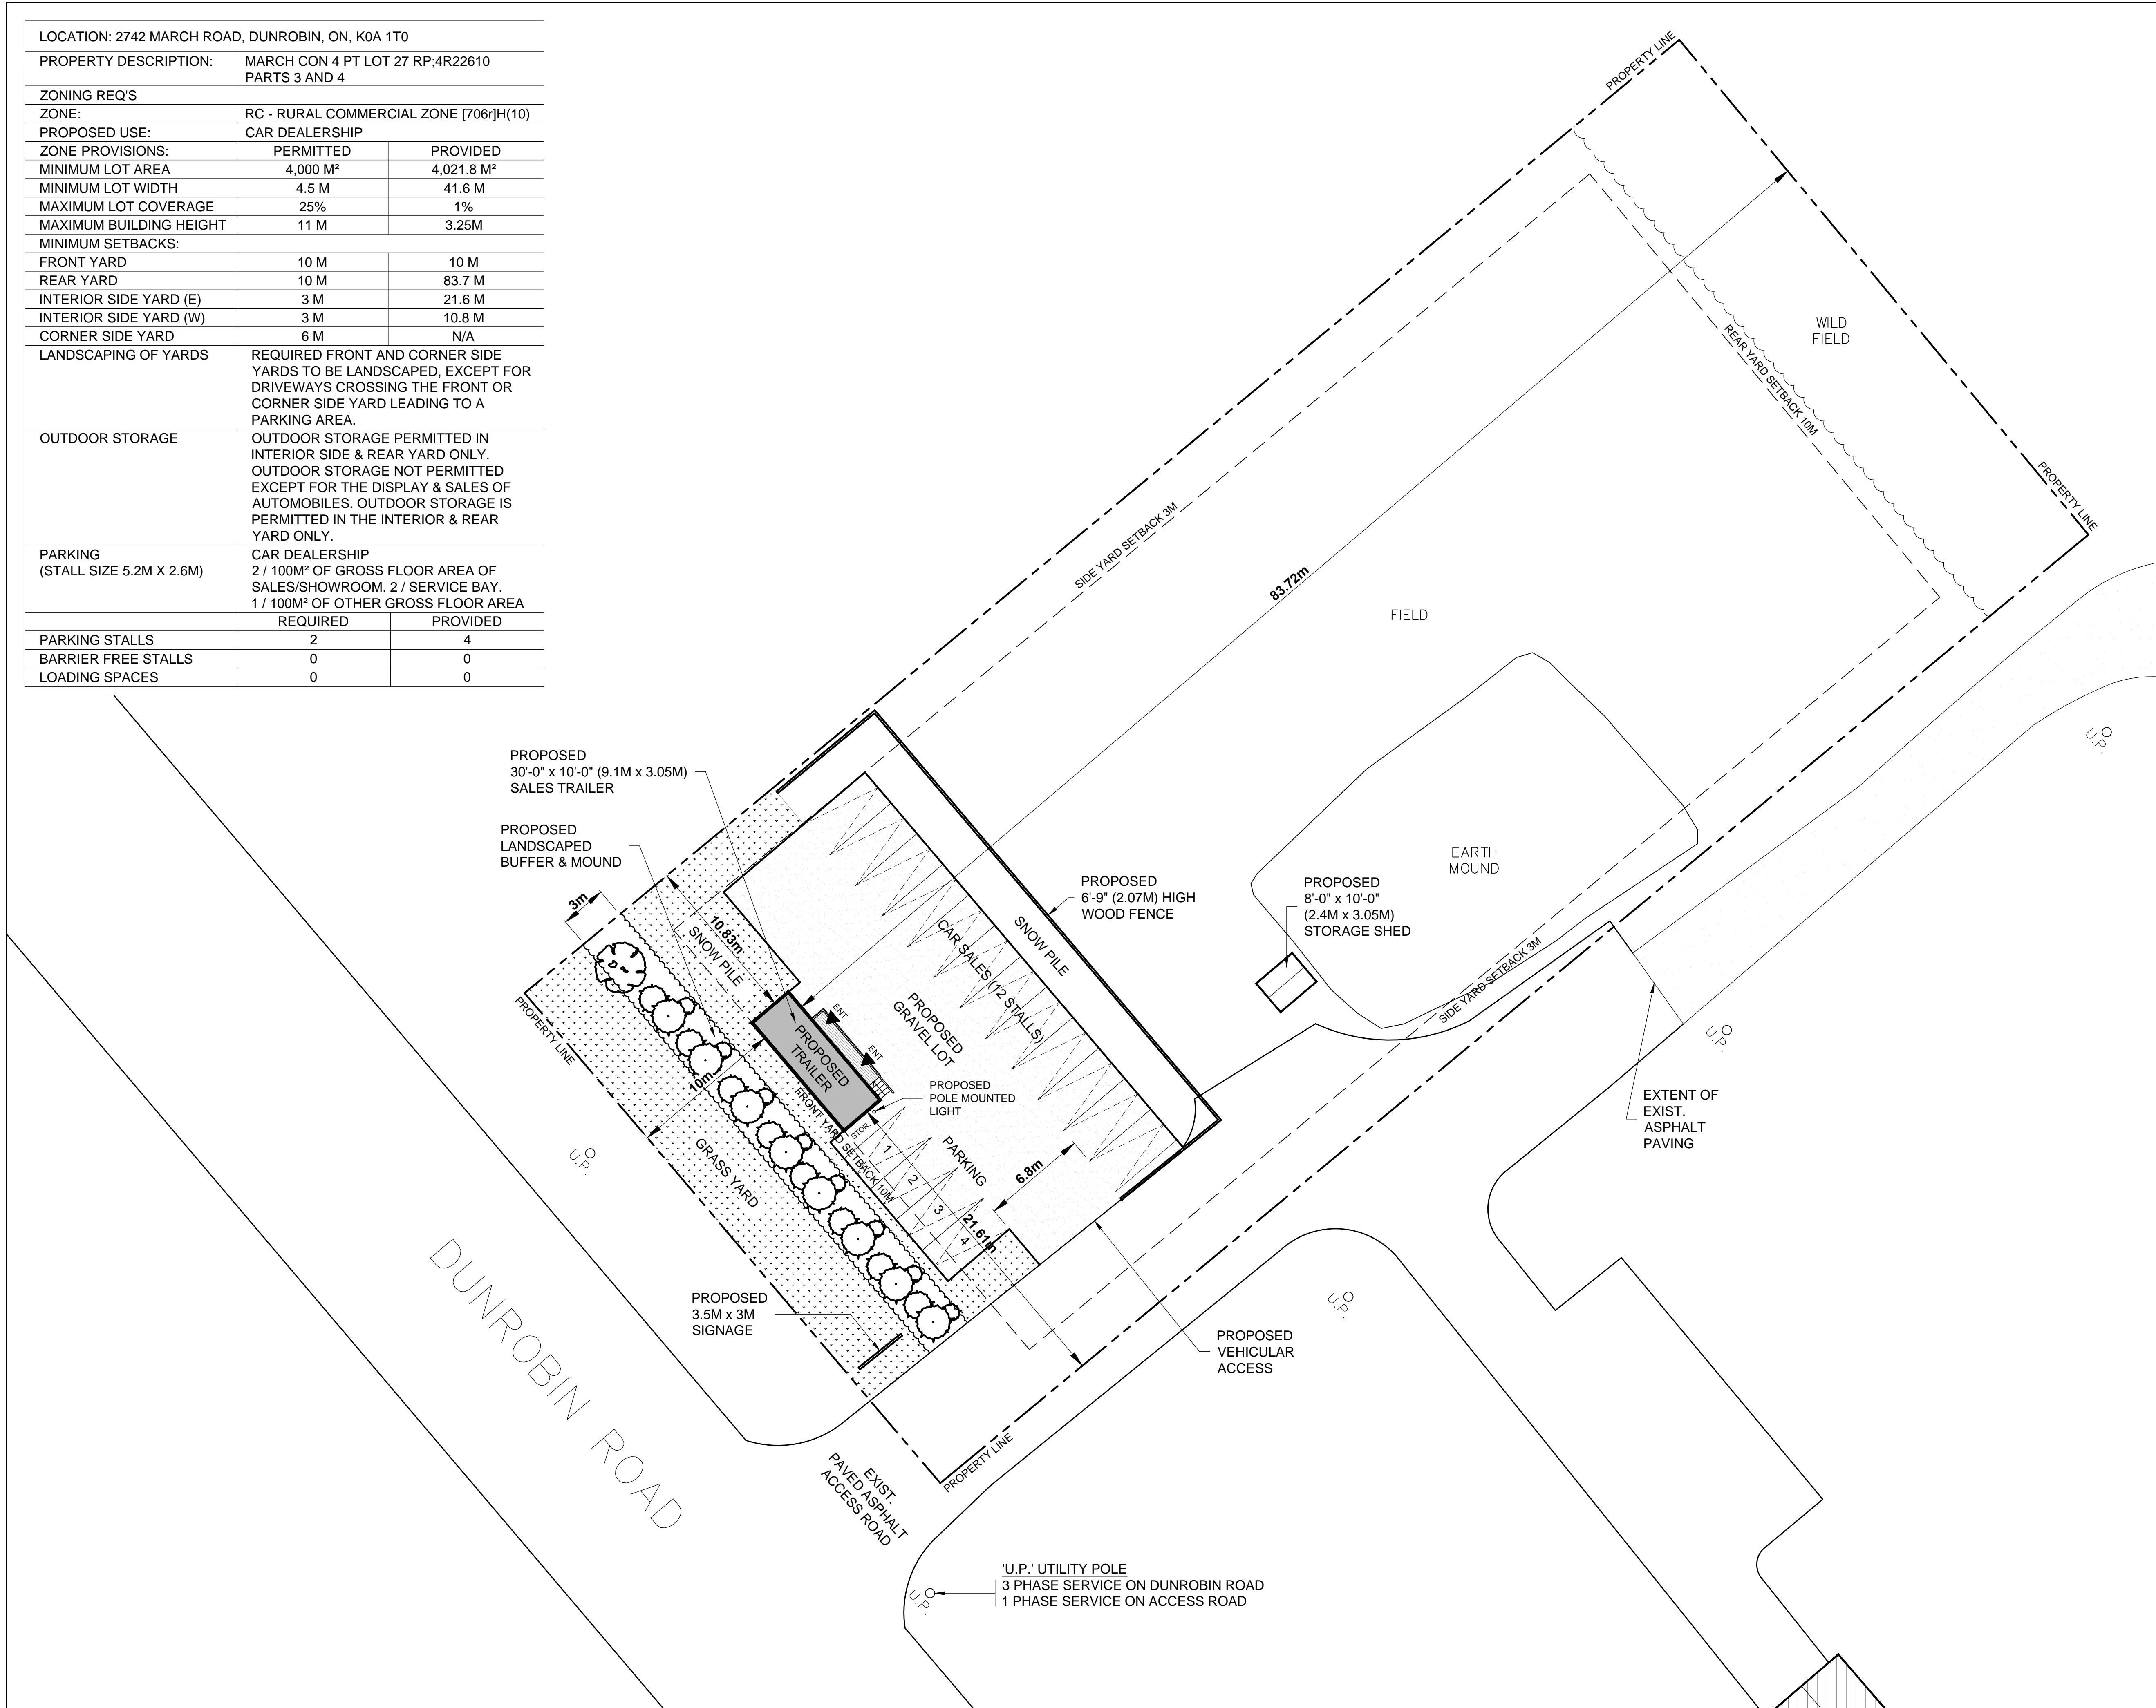 LOCATION: 2742 MARCH ROAD, DUNROBIN, ON, K0A 1T0
PROPERTY DESCRIPTION: MARCH CON 4 PT LOT 27 RP;4R22610
PARTS 3 AND 4
ZONING REQ'S
ZONE: RC - RURAL COMMERCIAL ZONE [706r]H(10)
PROPOSED USE: CAR DEALERSHIP
ZONE PROVISIONS: PERMITTED PROVIDED
MINIMUM LOT AREA 4,000 M² 4,021.8 M²
MINIMUM LOT WIDTH 4.5 M 41.6 M
MAXIMUM LOT COVERAGE 25% 1%
MAXIMUM BUILDING HEIGHT 11 M 3.25M
MINIMUM SETBACKS:
FRONT YARD 10 M 10 M
REAR YARD 10 M 83.7 M
INTERIOR SIDE YARD (E) 3 M 21.6 M
INTERIOR SIDE YARD (W) 3 M 10.8 M
CORNER SIDE YARD 6 M N/A
LANDSCAPING OF YARDS REQUIRED FRONT AND CORNER SIDE
YARDS TO BE LANDSCAPED, EXCEPT FOR
DRIVEWAYS CROSSING THE FRONT OR
CORNER SIDE YARD LEADING TO A
PARKING AREA.
OUTDOOR STORAGE OUTDOOR STORAGE PERMITTED IN
INTERIOR SIDE & REAR YARD ONLY.
OUTDOOR STORAGE NOT PERMITTED
EXCEPT FOR THE DISPLAY & SALES OF
AUTOMOBILES. OUTDOOR STORAGE IS
PERMITTED IN THE INTERIOR & REAR
YARD ONLY.
PARKING CAR DEALERSHIP
(STALL SIZE 5.2M X 2.6M) 2 / 100M² OF GROSS FLOOR AREA OF
SALES/SHOWROOM. 2 / SERVICE BAY.
1 / 100M² OF OTHER GROSS FLOOR AREA
REQUIRED PROVIDED
PARKING STALLS 2 4
BARRIER FREE STALLS 0 0
LOADING SPACES 0 0
PROPERTY LINE
WILD
FIELD
REAR YARD SETBACK 10M
PROPERTY LINE
SIDE YARD SETBACK 3M
83.72m
FIELD
U.P.
PROPOSED
30'-0" x 10'-0" (9.1M x 3.05M)
SALES TRAILER
PROPOSED
LANDSCAPED
BUFFER & MOUND
EARTH
MOUND
PROPOSED
6'-9" (2.07M) HIGH
WOOD FENCE
PROPOSED
8'-0" x 10'-0"
(2.4M x 3.05M)
STORAGE SHED
3m
10.83m
SNOW PILE
SNOW PILE
CAR SALES (12 STALLS)
PROPOSED
GRAVEL LOT
SIDE YARD SETBACK 3M
PROPERTY LINE
ENT
ENT
PROPOSED
TRAILER
10m
PROPOSED
POLE MOUNTED
LIGHT
FRONT YARD SETBACK 10M
STOR.
1
2
3
4
PARKING
6.8m
21.61m
GRASS YARD
U.P.
U.P.
EXTENT OF
EXIST.
ASPHALT
PAVING
U.P.
PROPOSED
3.5M x 3M
SIGNAGE
PROPOSED
VEHICULAR
ACCESS
DUNROBIN ROAD
PROPERTY LINE
EXIST.
PAVED ASPHALT
ACCESS ROAD
U.P.
'U.P.' UTILITY POLE
3 PHASE SERVICE ON DUNROBIN ROAD
1 PHASE SERVICE ON ACCESS ROAD